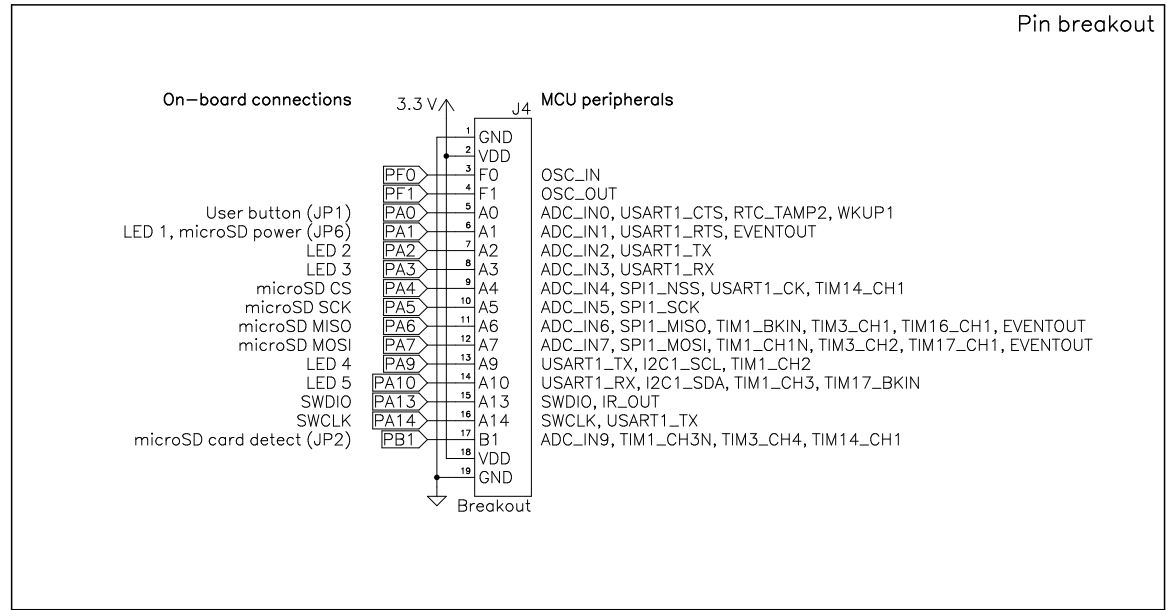 Pin breakout
On-board connections 3.3 V J4 MCU peripherals
1 GND
2 VDD
PF0 3 F0 OSC_IN
PF1 4 F1 OSC_OUT
User button (JP1) PA0 5 A0 ADC_IN0, USART1_CTS, RTC_TAMP2, WKUP1
LED 1, microSD power (JP6) PA1 6 A1 ADC_IN1, USART1_RTS, EVENTOUT
LED 2 PA2 7 A2 ADC_IN2, USART1_TX
LED 3 PA3 8 A3 ADC_IN3, USART1_RX
microSD CS PA4 9 A4 ADC_IN4, SPI1_NSS, USART1_CK, TIM14_CH1
microSD SCK PA5 10 A5 ADC_IN5, SPI1_SCK
microSD MISO PA6 11 A6 ADC_IN6, SPI1_MISO, TIM1_BKIN, TIM3_CH1, TIM16_CH1, EVENTOUT
microSD MOSI PA7 12 A7 ADC_IN7, SPI1_MOSI, TIM1_CH1N, TIM3_CH2, TIM17_CH1, EVENTOUT
LED 4 PA9 13 A9 USART1_TX, I2C1_SCL, TIM1_CH2
LED 5 PA10 14 A10 USART1_RX, I2C1_SDA, TIM1_CH3, TIM17_BKIN
SWDIO PA13 15 A13 SWDIO, IR_OUT
SWCLK PA14 16 A14 SWCLK, USART1_TX
microSD card detect (JP2) PB1 17 B1 ADC_IN9, TIM1_CH3N, TIM3_CH4, TIM14_CH1
18 VDD
19 GND
Breakout